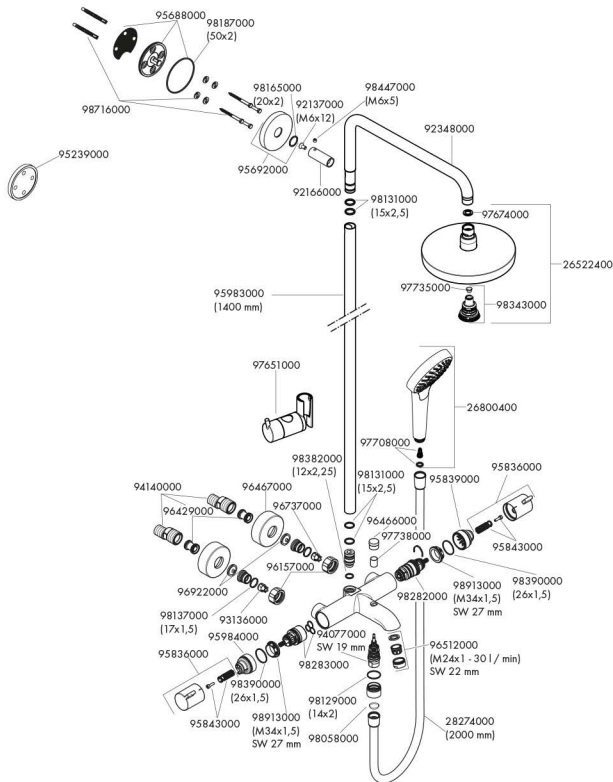 95688000
98187000
(50x2)
98716000
98165000
(20x2)
92137000
(M6x12)
98447000
(M6x5)
92348000
95239000
95692000
92166000
98131000
(15x2,5)
97674000
26522400
97735000
98343000
95983000
(1400 mm)
97651000
26800400
97708000
98382000
(12x2,25)
98131000
(15x2,5)
95839000
95836000
94140000
96467000
96429000
96737000
96466000
97738000
95843000
96922000
96157000
98282000
98913000
(M34x1,5)
SW 27 mm
98390000
(26x1,5)
98137000
(17x1,5)
93136000
95984000
95836000
94077000
SW 19 mm
98283000
96512000
(M24x1 - 30 l / min)
SW 22 mm
98390000
(26x1,5)
95843000
98913000
(M34x1,5)
SW 27 mm
98129000
(14x2)
98058000
28274000
(2000 mm)